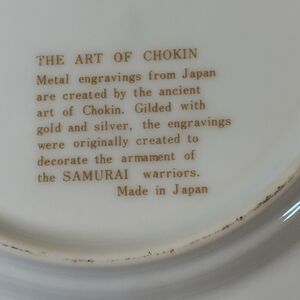 THE ART OF CHOKIN
Metal engravings from Japan
are created by the ancient
art of Chokin. Gilded with
gold and silver, the engravings
were originally created to
decorate the armament of
the SAMURAI warriors.
Made in Japan